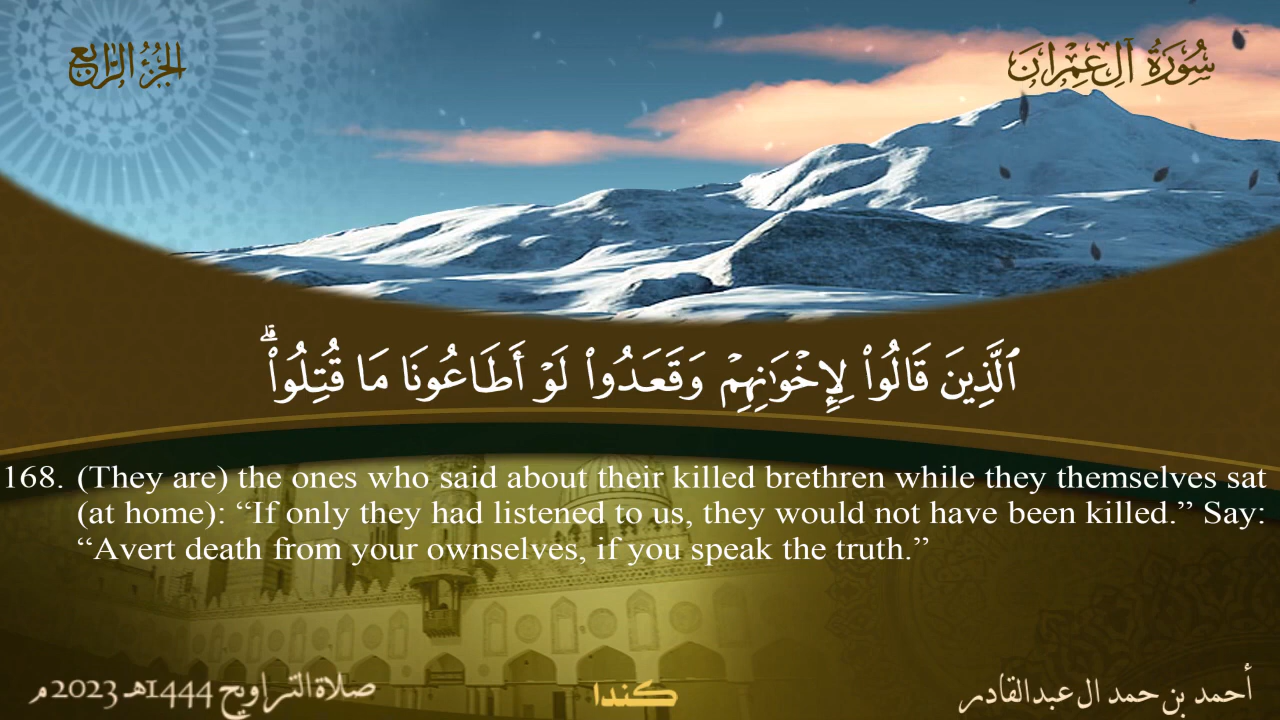 سُورَةُ آلِ عِمْرَان
الجزء الرابع
ٱلَّذِينَ قَالُوا۟ لِإِخْوَٰنِهِمْ وَقَعَدُوا۟ لَوْ أَطَاعُونَا مَا قُتِلُوا۟ ۗ
168. (They are) the ones who said about their killed brethren while they themselves sat
(at home): “If only they had listened to us, they would not have been killed.” Say:
“Avert death from your ownselves, if you speak the truth.”
أحمد بن حمد ال عبدالقادر
كندا
صلاة التراويح 1444هـ 2023م